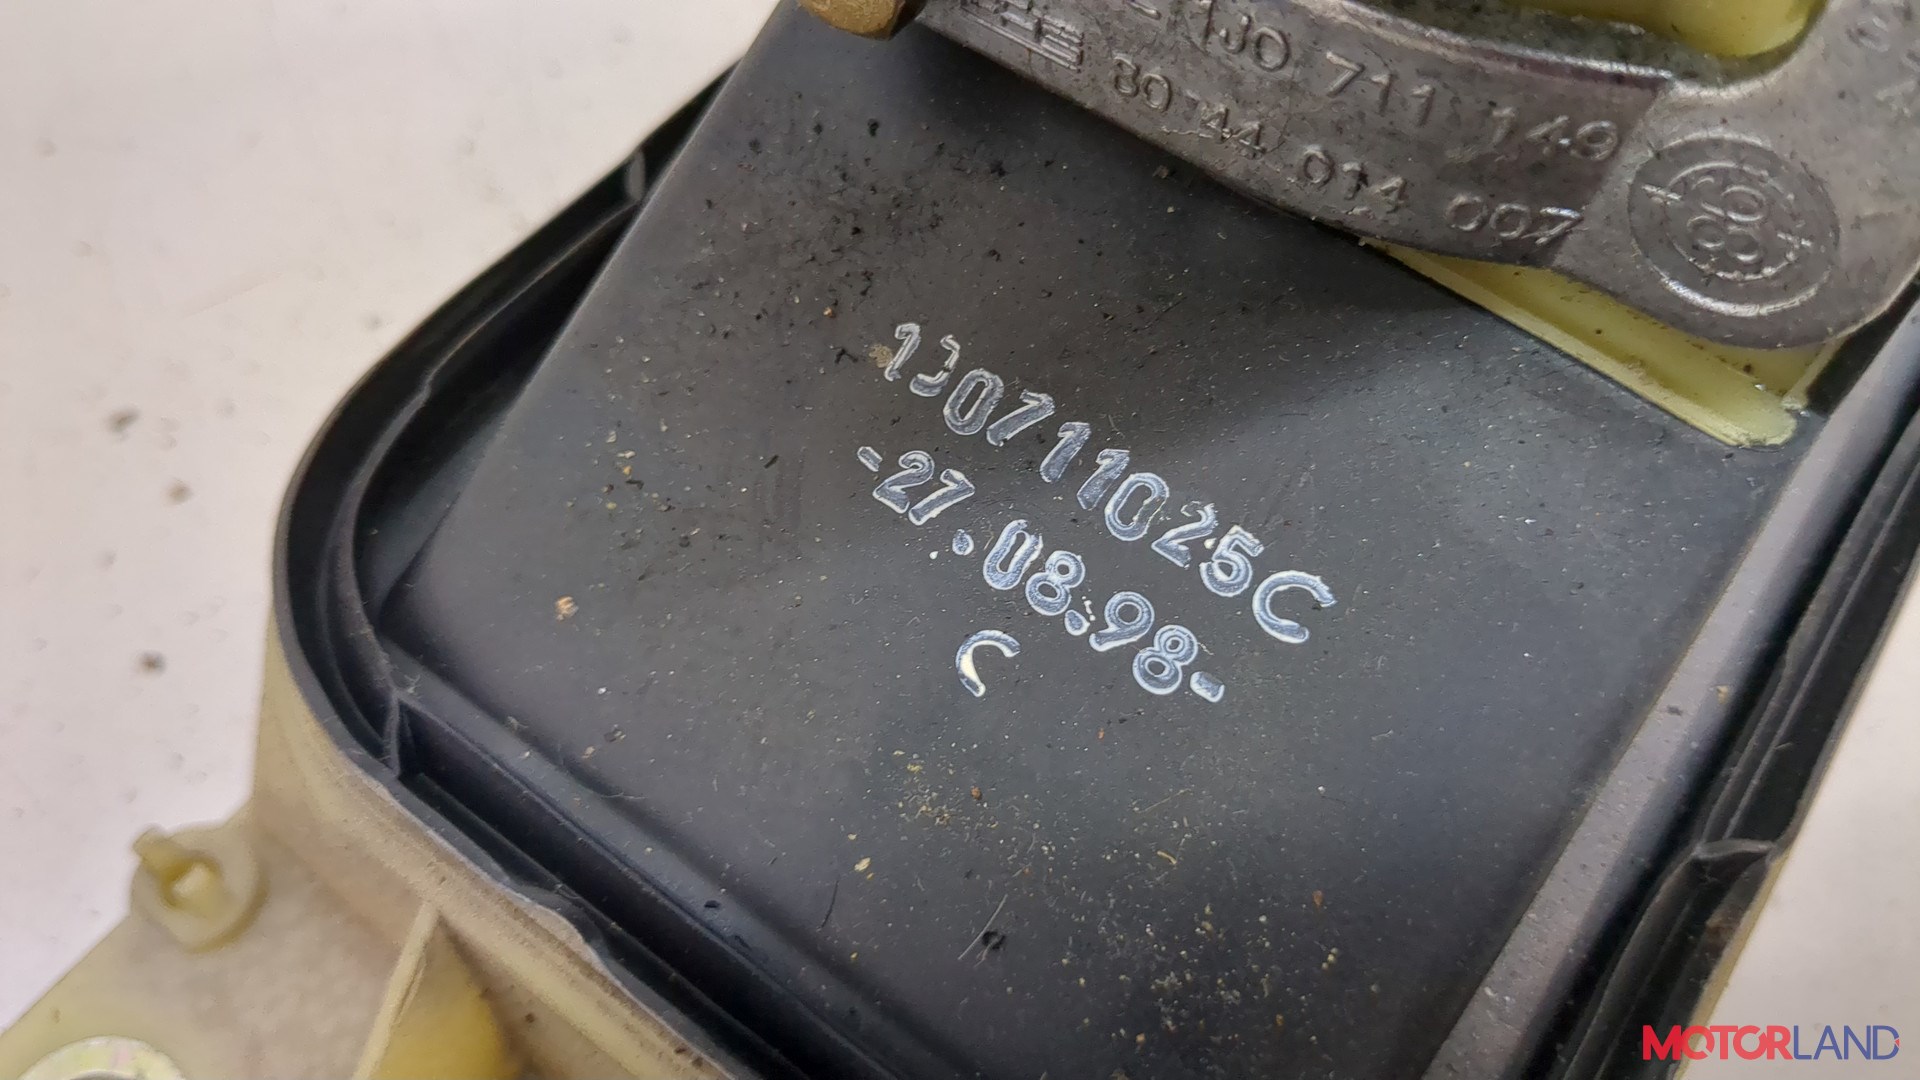 1J0 711 149
80 44 014 007
1J0711025C
-27.08.98-
C
MOTORLAND